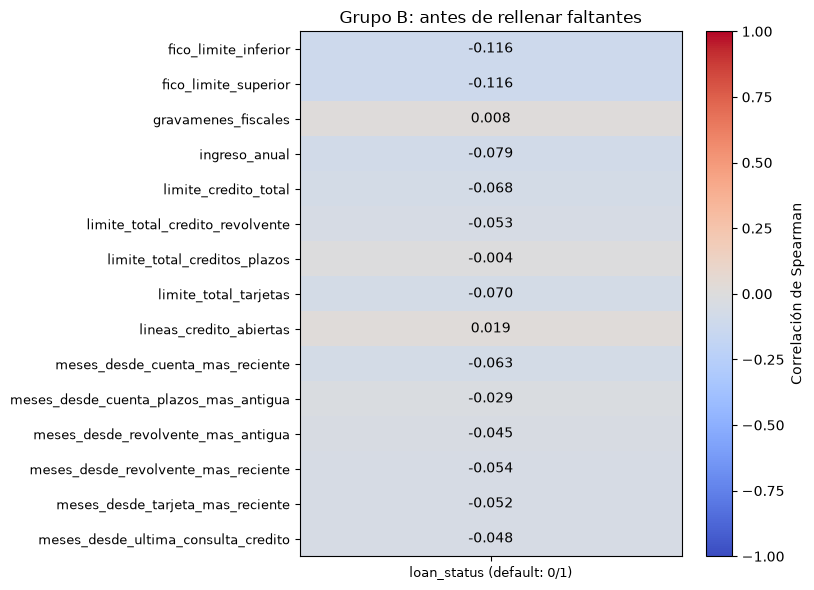 Grupo B: antes de rellenar faltantes
fico_limite_inferior -0.116
fico_limite_superior -0.116
gravamenes_fiscales 0.008
ingreso_anual -0.079
limite_credito_total -0.068
limite_total_credito_revolvente -0.053
limite_total_creditos_plazos -0.004
limite_total_tarjetas -0.070
lineas_credito_abiertas 0.019
meses_desde_cuenta_mas_reciente -0.063
meses_desde_cuenta_plazos_mas_antigua -0.029
meses_desde_revolvente_mas_antigua -0.045
meses_desde_revolvente_mas_reciente -0.054
meses_desde_tarjeta_mas_reciente -0.052
meses_desde_ultima_consulta_credito -0.048
loan_status (default: 0/1)
1.00
0.75
0.50
0.25
0.00
−0.25
−0.50
−0.75
−1.00
Correlación de Spearman